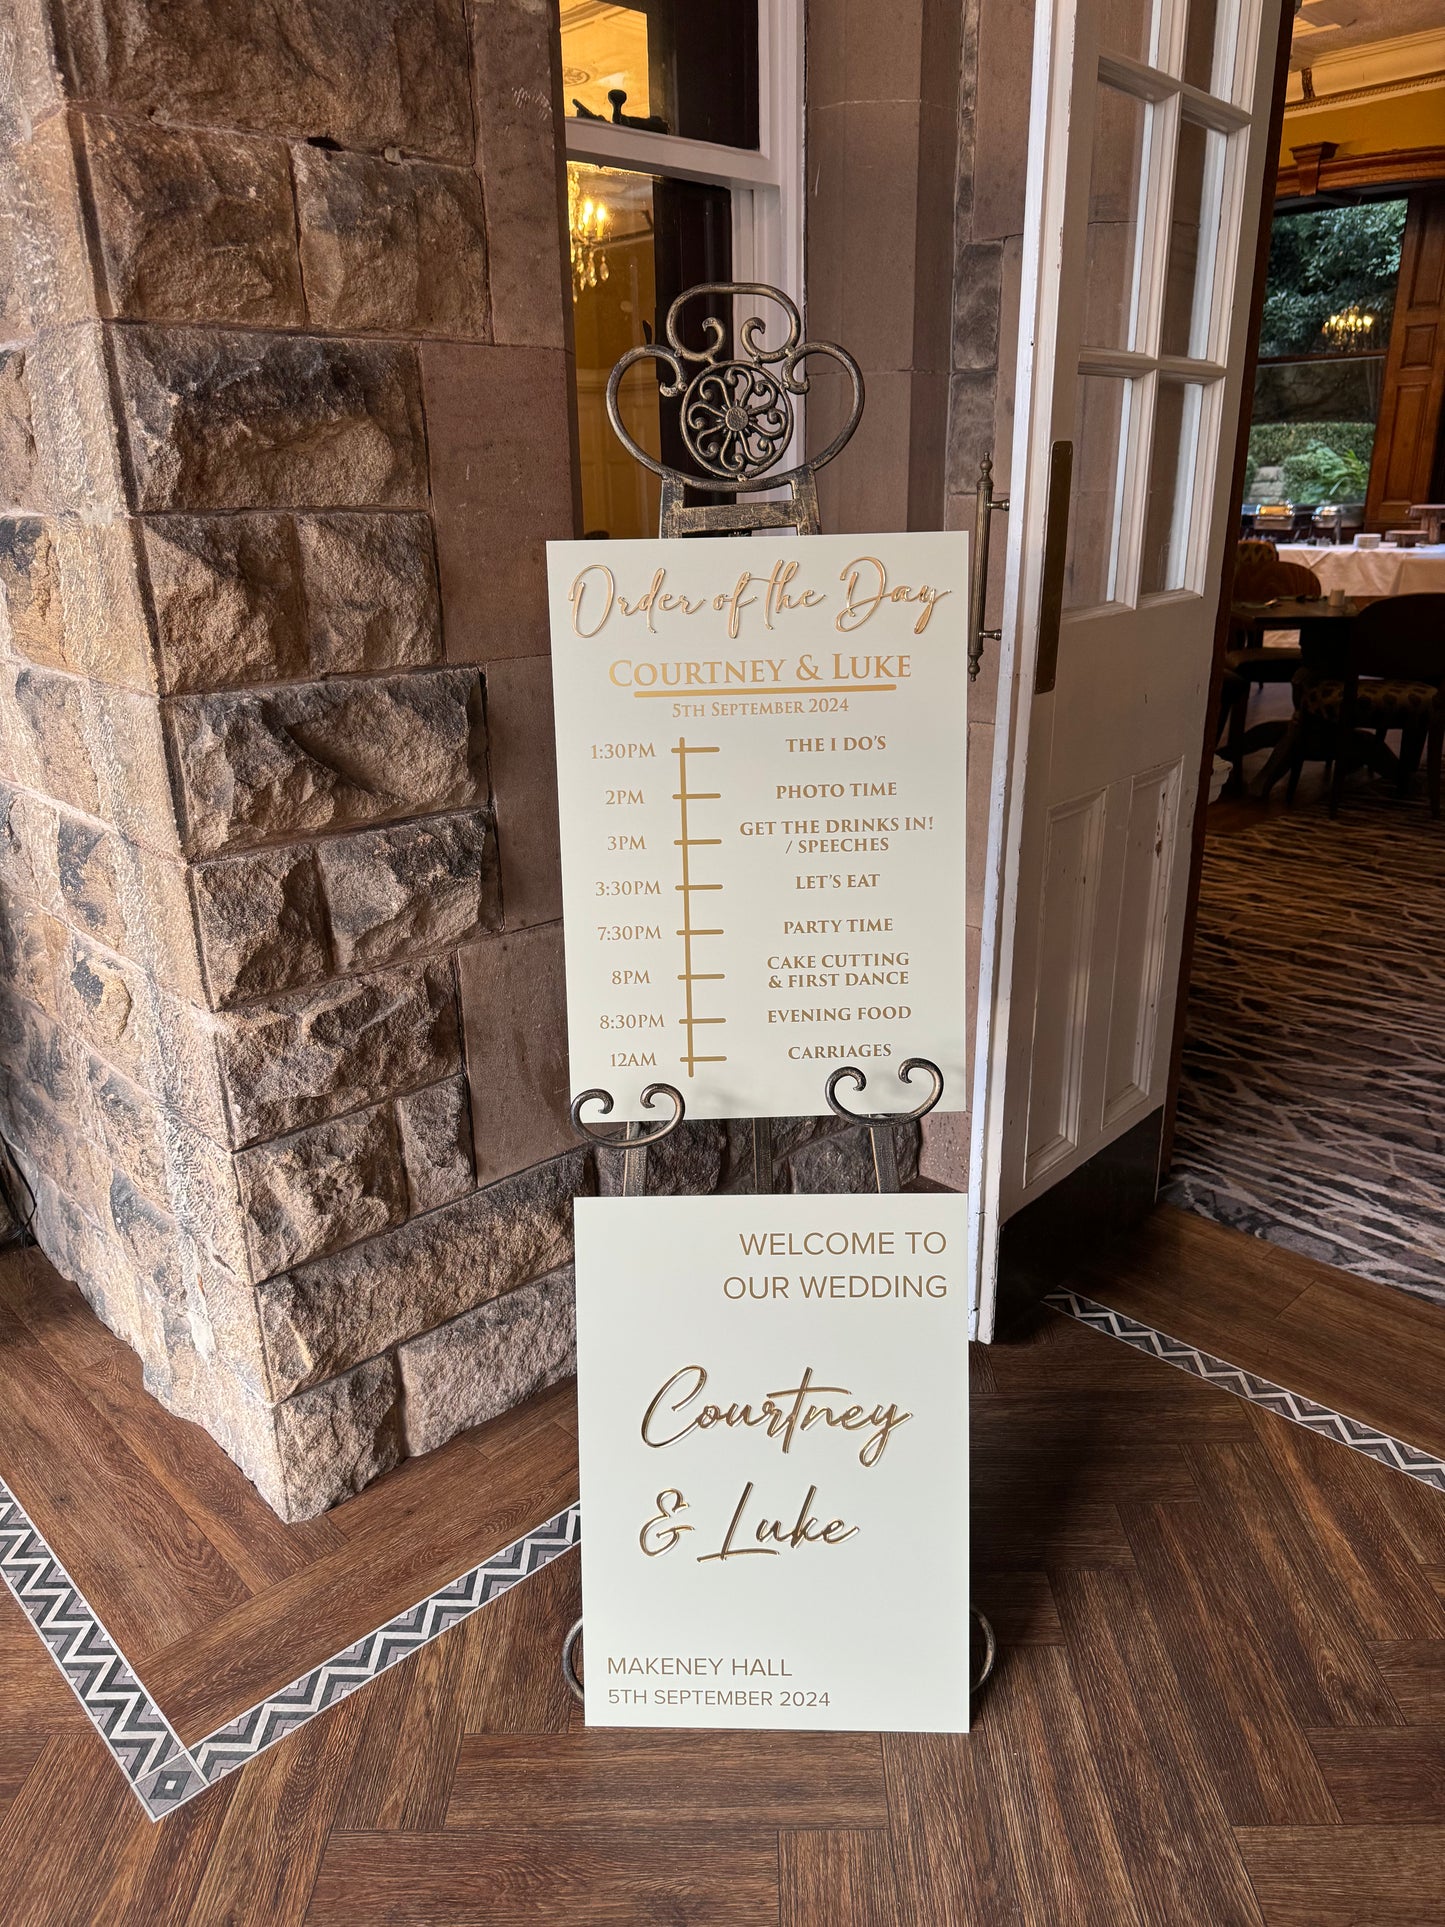 Order of the Day
COURTNEY & LUKE
5TH SEPTEMBER 2024
1:30PM THE I DO'S
2PM PHOTO TIME
3PM GET THE DRINKS IN!
/ SPEECHES
3:30PM LET'S EAT
7:30PM PARTY TIME
8PM CAKE CUTTING
& FIRST DANCE
8:30PM EVENING FOOD
12AM CARRIAGES
WELCOME TO
OUR WEDDING
Courtney
& Luke
MAKENEY HALL
5TH SEPTEMBER 2024